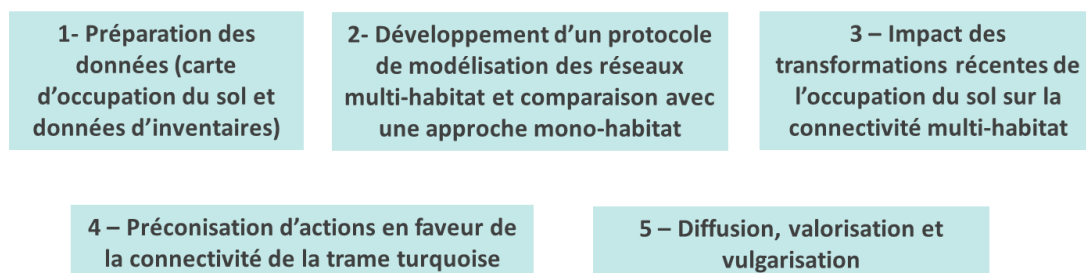 1- Préparation des
données (carte
d’occupation du sol et
données d’inventaires)
2- Développement d’un protocole
de modélisation des réseaux
multi-habitat et comparaison avec
une approche mono-habitat
3 – Impact des
transformations récentes de
l’occupation du sol sur la
connectivité multi-habitat
4 – Préconisation d’actions en faveur de
la connectivité de la trame turquoise
5 – Diffusion, valorisation et
vulgarisation